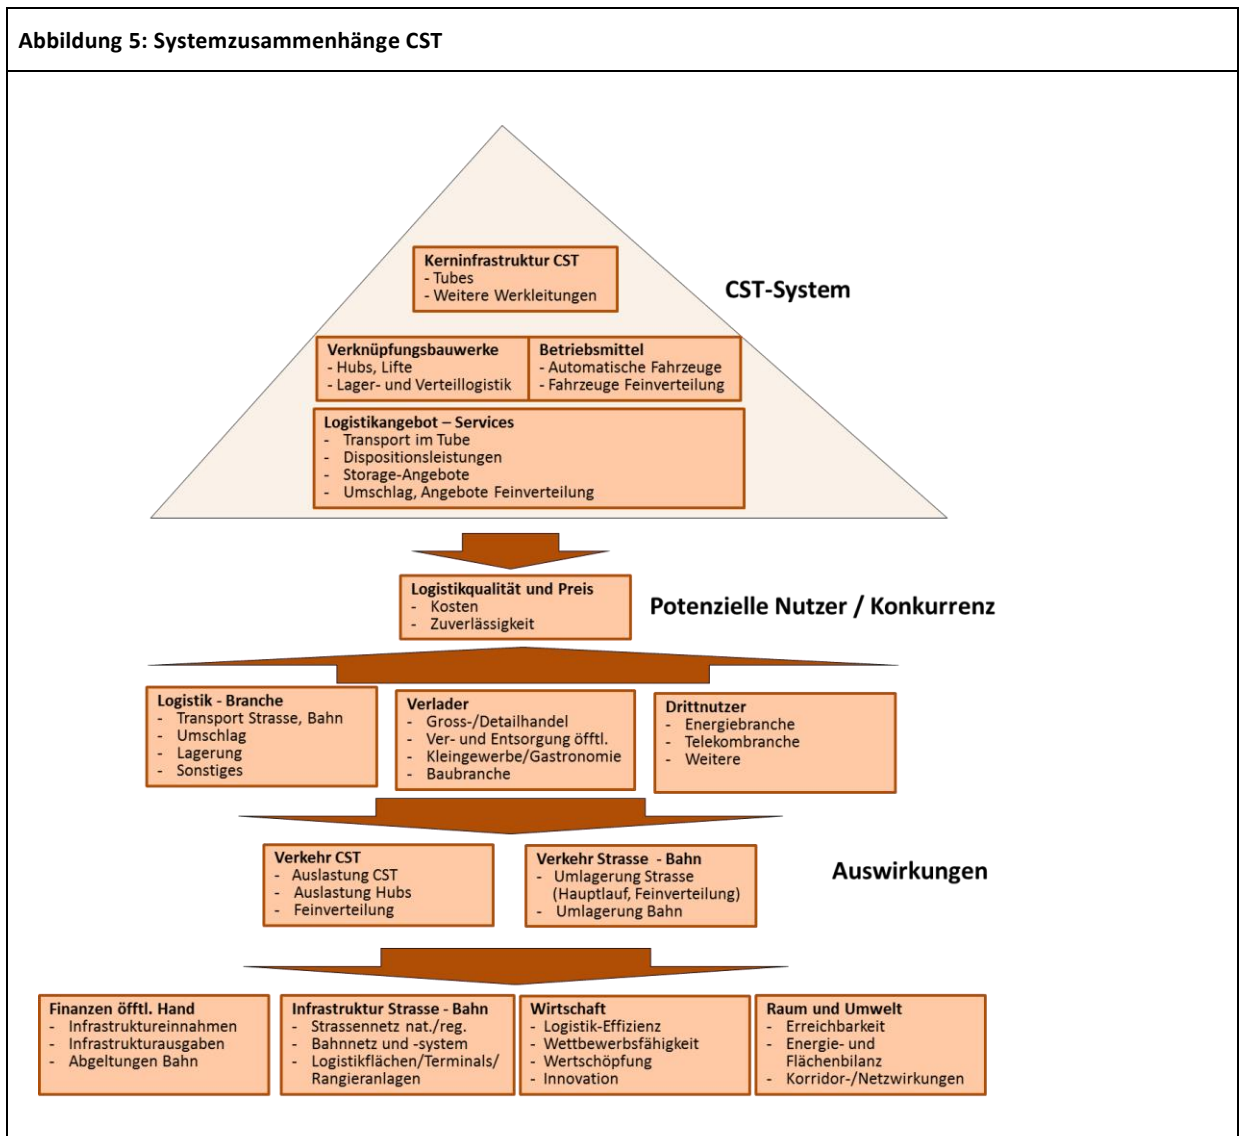 Abbildung 5: Systemzusammenhänge CST
Kerninfrastruktur CST
- Tubes
- Weitere Werkleitungen
CST-System
Verknüpfungsbauwerke
- Hubs, Lifte
- Lager- und Verteillogistik
Betriebsmittel
- Automatische Fahrzeuge
- Fahrzeuge Feinverteilung
Logistikangebot – Services
- Transport im Tube
- Dispositionsleistungen
- Storage-Angebote
- Umschlag, Angebote Feinverteilung
Logistikqualität und Preis
- Kosten
- Zuverlässigkeit
Potenzielle Nutzer / Konkurrenz
Logistik - Branche
- Transport Strasse, Bahn
- Umschlag
- Lagerung
- Sonstiges
Verlader
- Gross-/Detailhandel
- Ver- und Entsorgung öfftl.
- Kleingewerbe/Gastronomie
- Baubranche
Drittnutzer
- Energiebranche
- Telekombranche
- Weitere
Verkehr CST
- Auslastung CST
- Auslastung Hubs
- Feinverteilung
Verkehr Strasse - Bahn
- Umlagerung Strasse
(Hauptlauf, Feinverteilung)
- Umlagerung Bahn
Auswirkungen
Finanzen öfftl. Hand
- Infrastruktureinnahmen
- Infrastrukturausgaben
- Abgeltungen Bahn
Infrastruktur Strasse - Bahn
- Strassennetz nat./reg.
- Bahnnetz und -system
- Logistikflächen/Terminals/
Rangieranlagen
Wirtschaft
- Logistik-Effizienz
- Wettbewerbsfähigkeit
- Wertschöpfung
- Innovation
Raum und Umwelt
- Erreichbarkeit
- Energie- und
Flächenbilanz
- Korridor-/Netzwirkungen